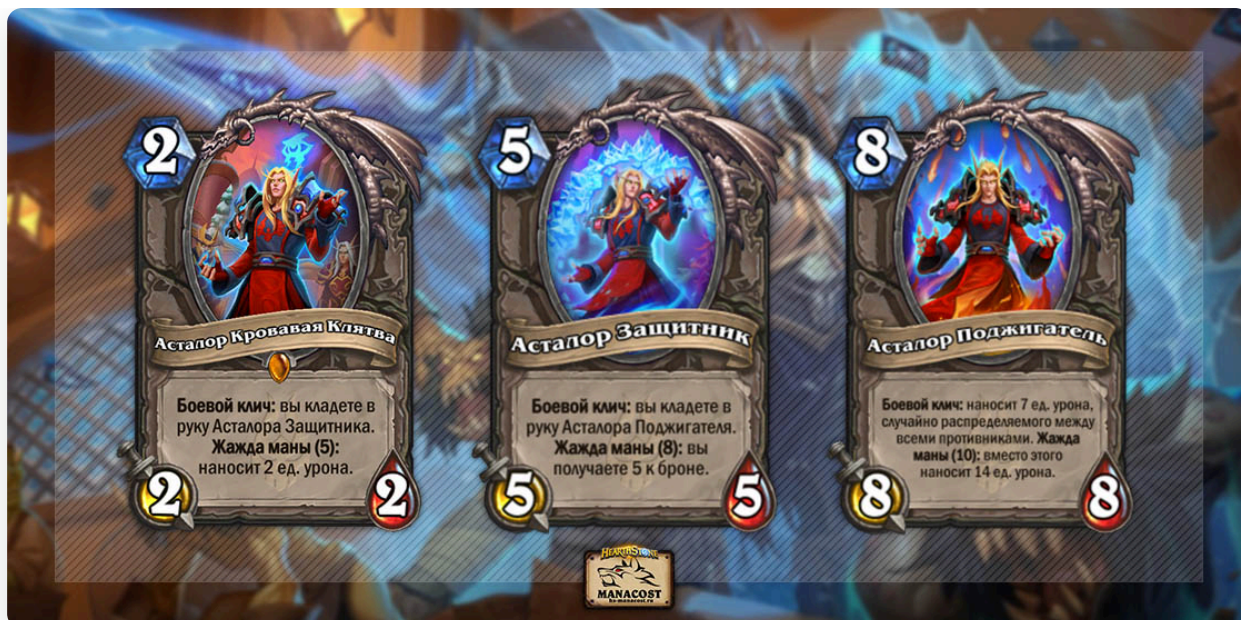 2
Асталор Кровавая Клятва
Боевой клич: вы кладете в
руку Асталора Защитника.
Жажда маны (5):
наносит 2 ед. урона.
2
2
5
Асталор Защитник
Боевой клич: вы кладете в
руку Асталора Поджигателя.
Жажда маны (8): вы
получаете 5 к броне.
5
5
8
Асталор Поджигатель
Боевой клич: наносит 7 ед. урона,
случайно распределяемого между
всеми противниками. Жажда
маны (10): вместо этого
наносит 14 ед. урона.
8
8
HEARTHSTONE
MANACOST
hs-manacost.ru